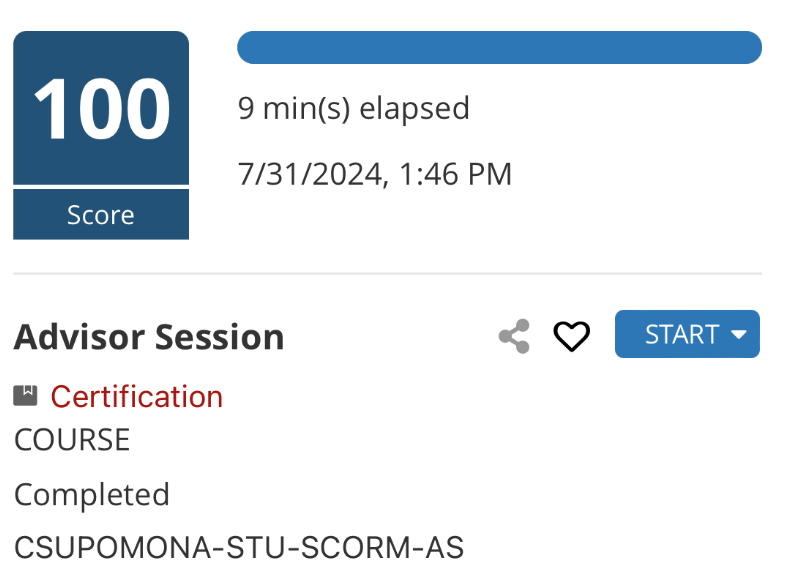 100
Score
9 min(s) elapsed
7/31/2024, 1:46 PM
Advisor Session
START
Certification
COURSE
Completed
CSUPOMONA-STU-SCORM-AS